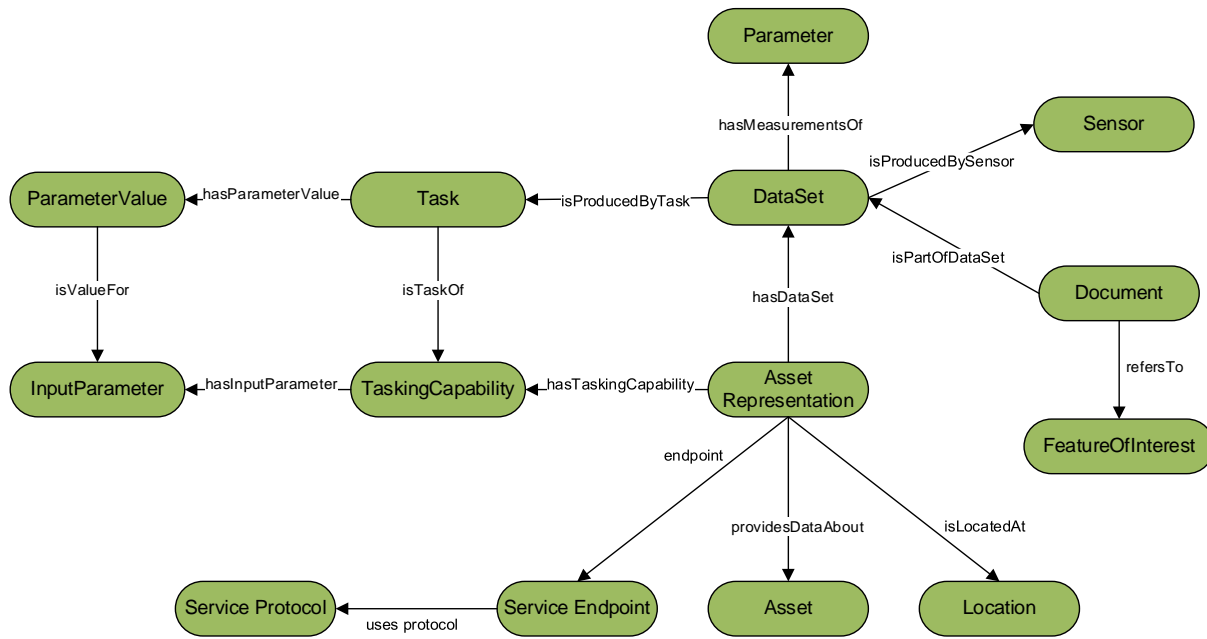 Parameter
hasMeasurementsOf
Sensor
isProducedBySensor
ParameterValue
hasParameterValue
Task
isProducedByTask
DataSet
isPartOfDataSet
isValueFor
isTaskOf
hasDataSet
Document
InputParameter
hasInputParameter
TaskingCapability
hasTaskingCapability
Asset
Representation
refersTo
FeatureOfInterest
endpoint
providesDataAbout
isLocatedAt
Service Protocol
uses protocol
Service Endpoint
Asset
Location